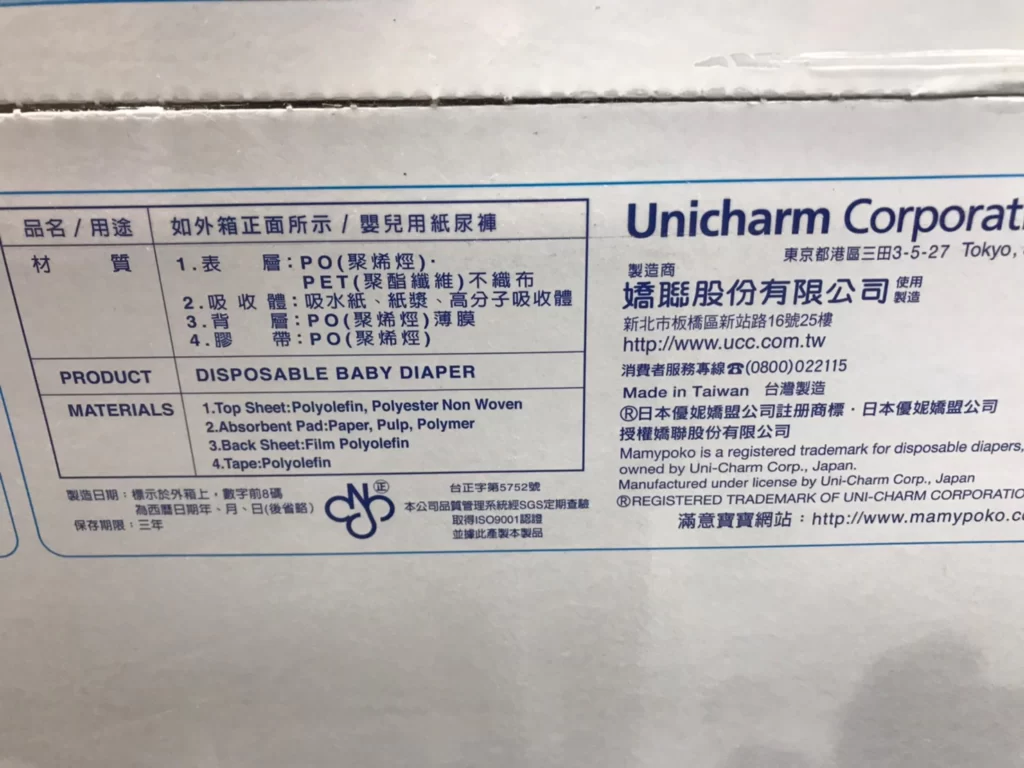 品名 / 用途 如外箱正面所示 / 嬰兒用紙尿褲
材 質 1.表 層：PO(聚烯烴)·
PET(聚酯纖維)不織布
2.吸 收 體：吸水紙、紙漿、高分子吸收體
3.背 層：PO(聚烯烴)薄膜
4.膠 帶：PO(聚烯烴)
PRODUCT DISPOSABLE BABY DIAPER
MATERIALS 1.Top Sheet:Polyolefin, Polyester Non Woven
2.Absorbent Pad:Paper, Pulp, Polymer
3.Back Sheet:Film Polyolefin
4.Tape:Polyolefin
製造日期：標示於外箱上，數字前8碼
為西曆日期年、月、日(後省略)
保存期限：三年
正
台正字第5752號
本公司品質管理系統經SGS定期查驗
取得ISO9001認證
並據此產製本製品
Unicharm Corporati
東京都港區三田3-5-27 Tokyo,
製造商
嬌聯股份有限公司 使用
製造
新北市板橋區新站路16號25樓
http://www.ucc.com.tw
消費者服務專線☎(0800)022115
Made in Taiwan 台灣製造
®日本優妮嬌盟公司註册商標·日本優妮嬌盟公司
授權嬌聯股份有限公司
Mamypoko is a registered trademark for disposable diapers,
owned by Uni-Charm Corp., Japan.
Manufactured under license by Uni-Charm Corp., Japan
®REGISTERED TRADEMARK OF UNI-CHARM CORPORATIO
滿意寶寶網站：http://www.mamypoko.co